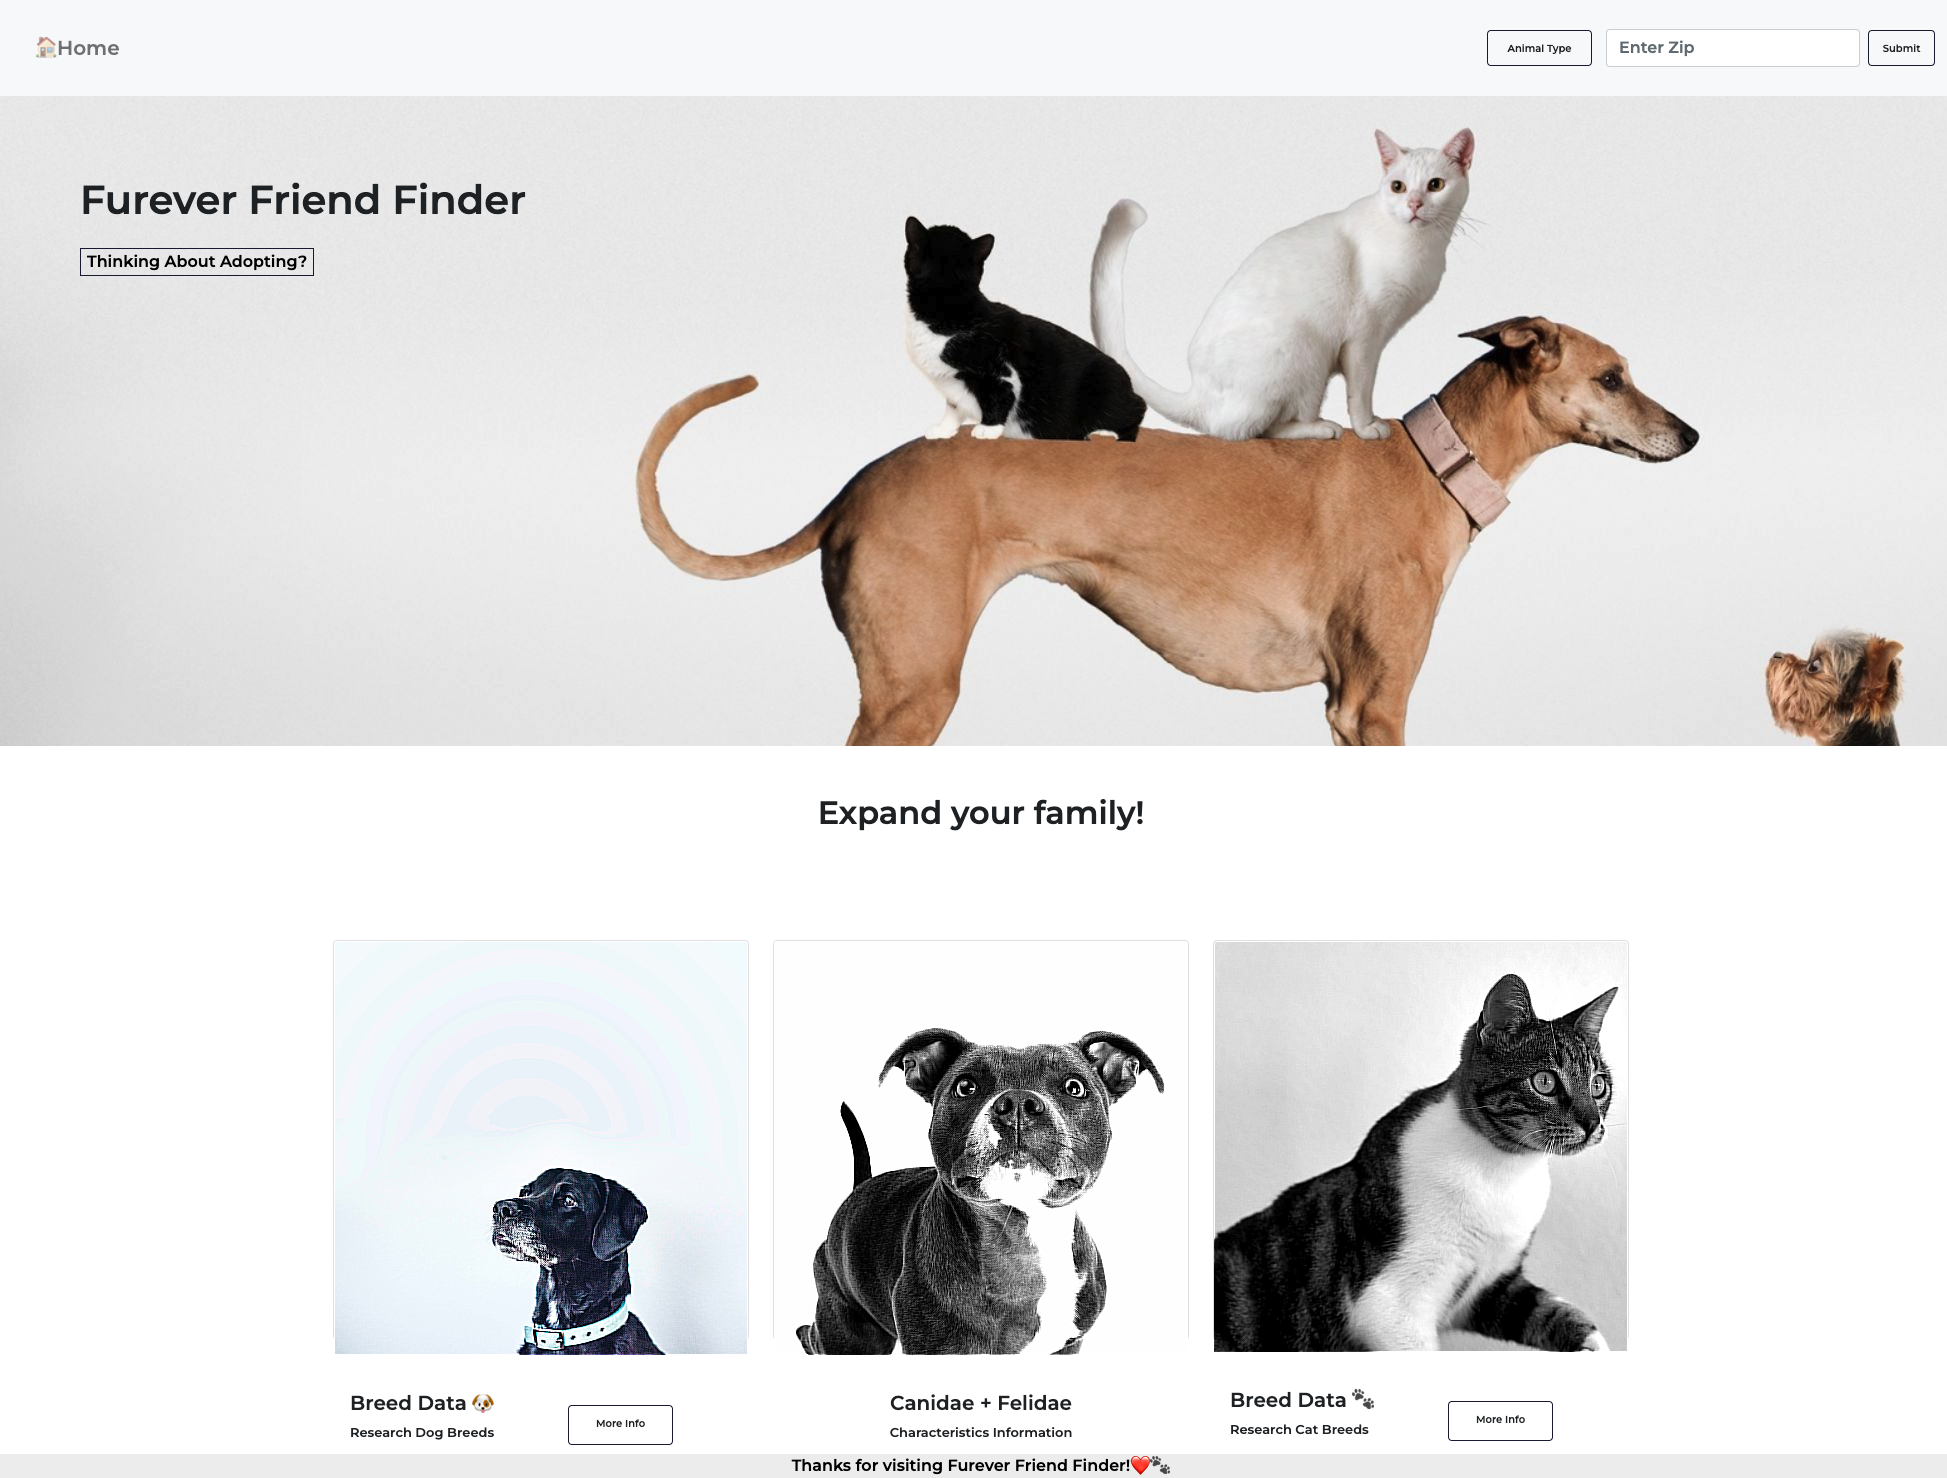 🏠Home
Animal Type
Enter Zip
Submit
Furever Friend Finder
Thinking About Adopting?
Expand your family!
Breed Data 🐶
Research Dog Breeds
More Info
Canidae + Felidae
Characteristics Information
Breed Data 🐾
Research Cat Breeds
More Info
Thanks for visiting Furever Friend Finder!❤️🐾